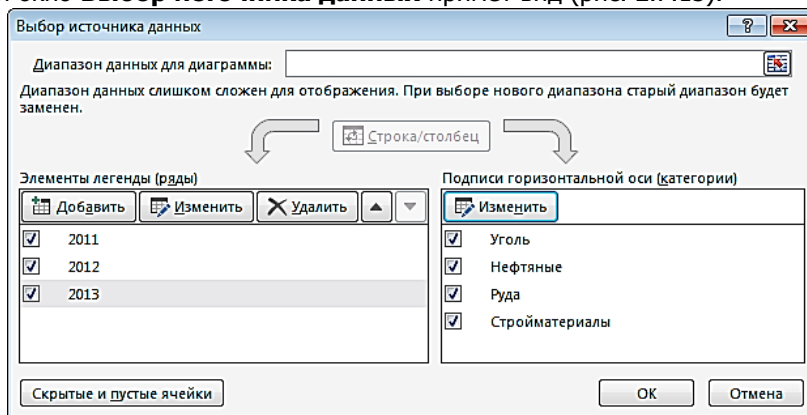 Выбор источника данных
Диапазон данных для диаграммы:
Диапазон данных слишком сложен для отображения. При выборе нового диапазона старый диапазон будет
заменен.
Строка/столбец
Элементы легенды (ряды)
Добавить Изменить Удалить
2011
2012
2013
Подписи горизонтальной оси (категории)
Изменить
Уголь
Нефтяные
Руда
Стройматериалы
Скрытые и пустые ячейки
ОК Отмена